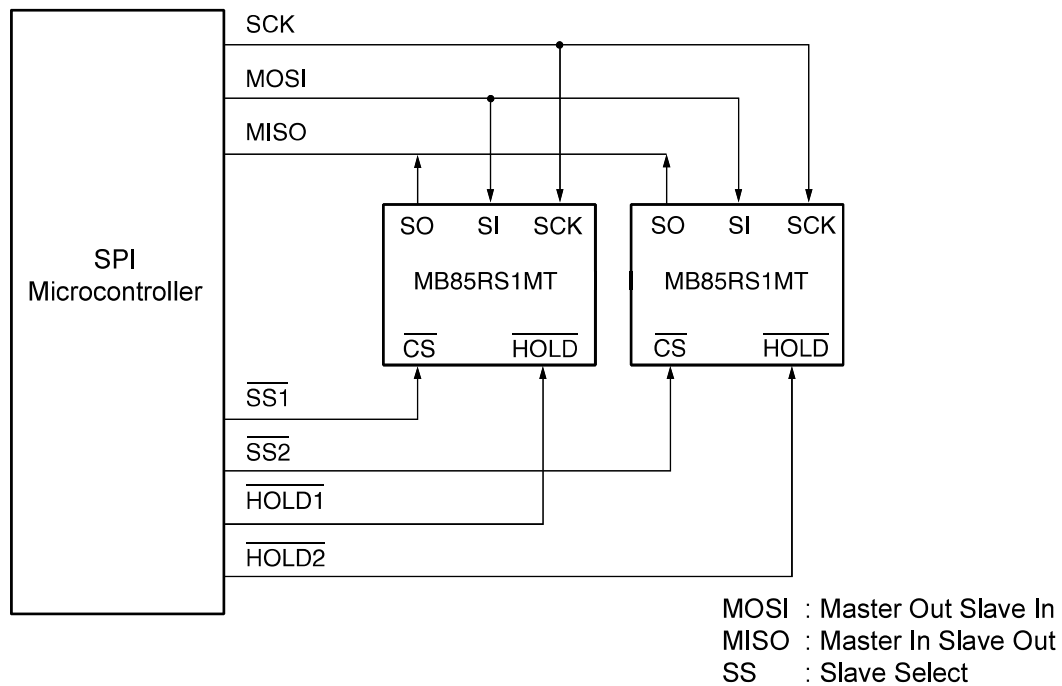 SCK
MOSI
MISO
SO SI SCK SO SI SCK
SPI
Microcontroller
MB85RS1MT MB85RS1MT
CS HOLD CS HOLD
SS1
SS2
HOLD1
HOLD2
MOSI : Master Out Slave In
MISO : Master In Slave Out
SS : Slave Select